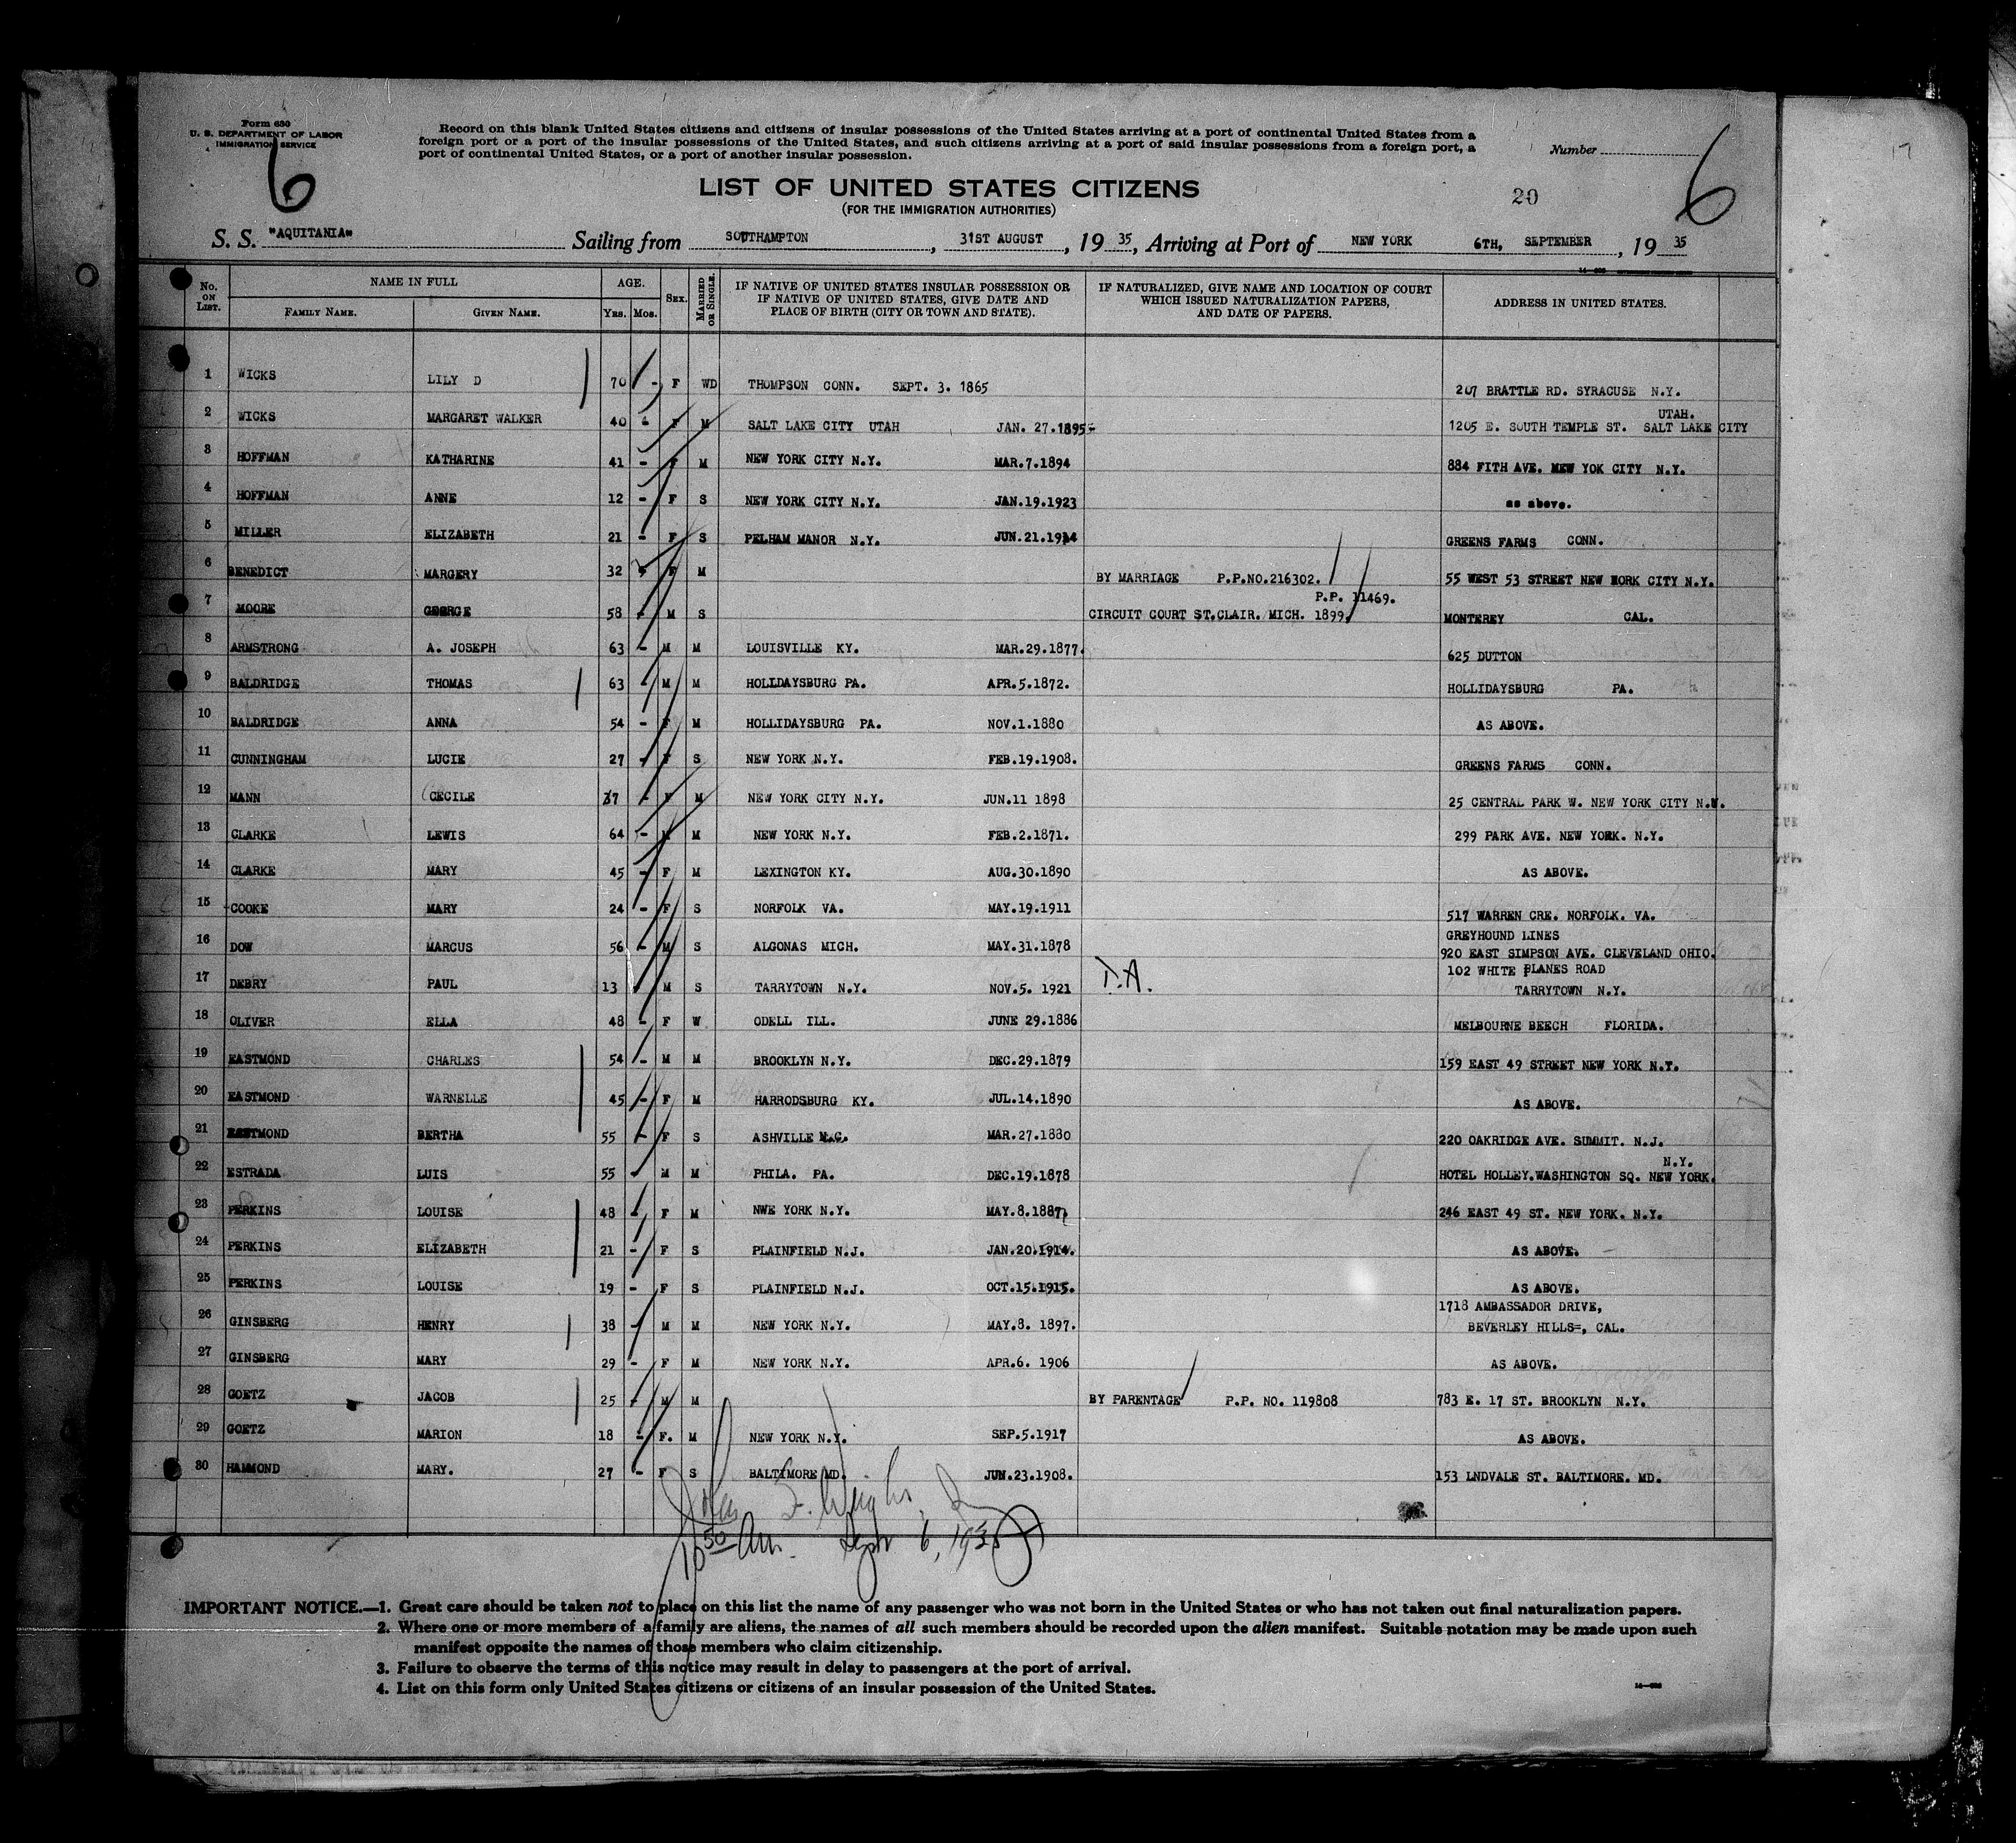 Form 630
U. S. DEPARTMENT OF LABOR
IMMIGRATION SERVICE
6
Record on this blank United States citizens and citizens of insular possessions of the United States arriving at a port of continental United States from a
foreign port or a port of the insular possessions of the United States, and such citizens arriving at a port of said insular possessions from a foreign port, a
port of continental United States, or a port of another insular possession.
Number
6
17
LIST OF UNITED STATES CITIZENS
(FOR THE IMMIGRATION AUTHORITIES)
20
S. S. "AQUITANIA" Sailing from SOUTHAMPTON, 31ST AUGUST, 19 35, Arriving at Port of NEW YORK 6TH, SEPTEMBER, 19 35
No. ON LIST. NAME IN FULL FAMILY NAME. GIVEN NAME. AGE. YRS. MOS. SEX. MARRIED OR SINGLE. IF NATIVE OF UNITED STATES INSULAR POSSESSION OR IF NATIVE OF UNITED STATES, GIVE DATE AND PLACE OF BIRTH (CITY OR TOWN AND STATE). IF NATURALIZED, GIVE NAME AND LOCATION OF COURT WHICH ISSUED NATURALIZATION PAPERS, AND DATE OF PAPERS. ADDRESS IN UNITED STATES.
1 WICKS LILY D 70 - F WD THOMPSON CONN. SEPT. 3. 1865 207 BRATTLE RD. SYRACUSE N.Y.
2 WICKS MARGARET WALKER 40 - F M SALT LAKE CITY UTAH JAN. 27.1895 1205 E. SOUTH TEMPLE ST. SALT LAKE CITY UTAH.
3 HOFFMAN KATHARINE 41 - F M NEW YORK CITY N.Y. MAR.7.1894 884 FITH AVE. NEW YOK CITY N.Y.
4 HOFFMAN ANNE 12 - F S NEW YORK CITY N.Y. JAN.19.1923 as above.
5 MILLER ELIZABETH 21 - F S PELHAM MANOR N.Y. JUN.21.1914 GREENS FARMS CONN.
6 BENEDICT MARGERY 32 F M BY MARRIAGE P.P.NO.216302. 55 WEST 53 STREET NEW YORK CITY N.Y.
7 MOORE GEORGE 58 - M S CIRCUIT COURT ST.CLAIR. MICH. 1899. P.P. 11469. MONTEREY CAL.
8 ARMSTRONG A. JOSEPH 63 - M M LOUISVILLE KY. MAR.29.1877. 625 DUTTON
9 BALDRIDGE THOMAS 63 - M M HOLLDAYSBURG PA. APR.5.1872. HOLLIDAYSBURG PA.
10 BALDRIDGE ANNA 54 - F M HOLLIDAYSBURG PA. NOV.1.1880 AS ABOVE.
11 CUNNINGHAM LUCIE 27 - F S NEW YORK N.Y. FEB.19.1908. GREENS FARMS CONN.
12 MANN CECILE 37 - F M NEW YORK CITY N.Y. JUN.11 1898 25 CENTRAL PARK W. NEW YORK CITY N.Y.
13 CLARKE LEWIS 64 - M M NEW YORK N.Y. FEB.2.1871. 299 PARK AVE. NEW YORK. N.Y.
14 CLARKE MARY 45 - F M LEXINGTON KY. AUG.30.1890 AS ABOVE.
15 COOKE MARY 24 - F S NORFOLK VA. MAY.19.1911 517 WARREN CRE. NORFOLK. VA.
16 DOW MARCUS 56 - M S ALGONAS MICH. MAY.31.1878 GREYHOUND LINES 920 EAST SIMPSON AVE. CLEVELAND OHIO.
17 DEBRY PAUL 13 M S TARRYTOWN N.Y. NOV.5. 1921 T.A. 102 WHITE PLANES ROAD TARRYTOWN N.Y.
18 OLIVER ELLA 48 - F W ODELL ILL. JUNE 29.1886 MELBOURNE BEECH FLORIDA.
19 EASTMOND CHARLES 54 - M M BROOKLYN N.Y. DEC.29.1879 159 EAST 49 STREET NEW YORK N.Y.
20 EASTMOND WARNELLE 45 - F M HARRODSBURG KY. JUL.14.1890 AS ABOVE.
21 EASTMOND BERTHA 55 - F S ASHVILLE N.C. MAR.27.1880 220 OAKRIDGE AVE. SUMMIT. N.J.
22 ESTRADA LUIS 55 - M M PHILA. PA. DEC.19.1878 HOTEL HOLLEY.WASHINGTON SQ. NEW YORK. N.Y.
23 PERKINS LOUISE 48 - F M NWE YORK N.Y. MAY.8.1887. 246 EAST 49 ST. NEW YORK. N.Y.
24 PERKINS ELIZABETH 21 - F S PLAINFIELD N.J. JAN.20.1914. AS ABOVE.
25 PERKINS LOUISE 19 - F S PLAINFIELD N.J. OCT.15.1915. AS ABOVE.
26 GINSBERG HENRY 38 - M M NEW YORK N.Y. MAY.8. 1897. 1718 AMBASSADOR DRIVE, BEVERLEY HILLS=, CAL.
27 GINSBERG MARY 29 - F M NEW YORK N.Y. APR.6. 1906 AS ABOVE.
28 GOETZ JACOB 25 - M M BY PARENTAGE P.P. NO. 119808 783 E. 17 ST. BROOKLYN N.Y.
29 GOETZ MARION 18 - F. M NEW YORK N.Y. SEP.5.1917 AS ABOVE.
30 HAMMOND MARY. 27 - F S BALTIMORE MD. JUN.23.1908. 153 LNDVALE ST. BALTIMORE. MD.
10 50 Am. Sept 6, 1935
IMPORTANT NOTICE.—1. Great care should be taken not to place on this list the name of any passenger who was not born in the United States or who has not taken out final naturalization papers.
2. Where one or more members of a family are aliens, the names of all such members should be recorded upon the alien manifest. Suitable notation may be made upon such
manifest opposite the names of those members who claim citizenship.
3. Failure to observe the terms of this notice may result in delay to passengers at the port of arrival.
4. List on this form only United States citizens or citizens of an insular possession of the United States.